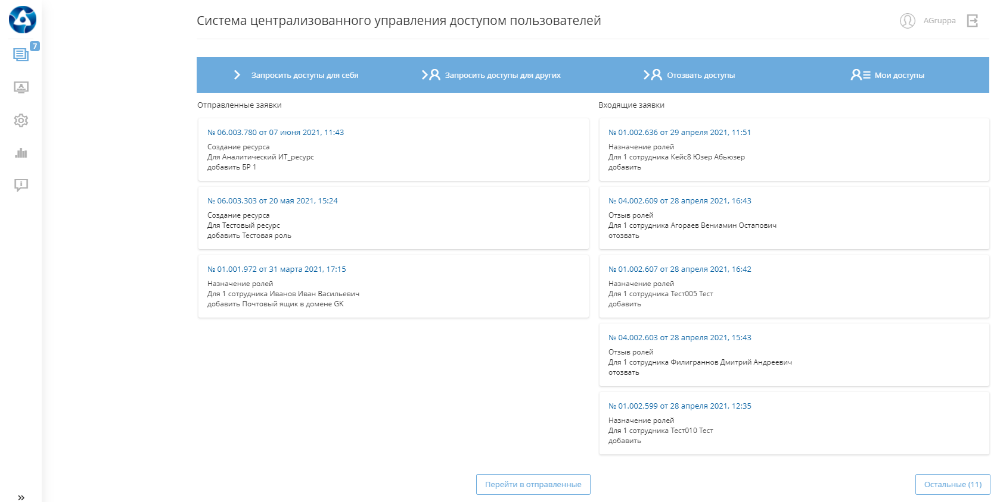 Система централизованного управления доступом пользователей
AGruppa
7
Запросить доступы для себя
Запросить доступы для других
Отозвать доступы
Мои доступы
Отправленные заявки
№ 06.003.780 от 07 июня 2021, 11:43
Создание ресурса
Для Аналитический ИТ_ресурс
добавить БР 1
№ 06.003.303 от 20 мая 2021, 15:24
Создание ресурса
Для Тестовый ресурс
добавить Тестовая роль
№ 01.001.972 от 31 марта 2021, 17:15
Назначение ролей
Для 1 сотрудника Иванов Иван Васильевич
добавить Почтовый ящик в домене GK
Перейти в отправленные
Входящие заявки
№ 01.002.636 от 29 апреля 2021, 11:51
Назначение ролей
Для 1 сотрудника Кейс8 Юзер Абьюзер
добавить
№ 04.002.609 от 28 апреля 2021, 16:43
Отзыв ролей
Для 1 сотрудника Агораев Вениамин Остапович
отозвать
№ 01.002.607 от 28 апреля 2021, 16:42
Назначение ролей
Для 1 сотрудника Тест005 Тест
добавить
№ 04.002.603 от 28 апреля 2021, 15:43
Отзыв ролей
Для 1 сотрудника Филиграннов Дмитрий Андреевич
отозвать
№ 01.002.599 от 28 апреля 2021, 12:35
Назначение ролей
Для 1 сотрудника Тест010 Тест
добавить
Остальные (11)